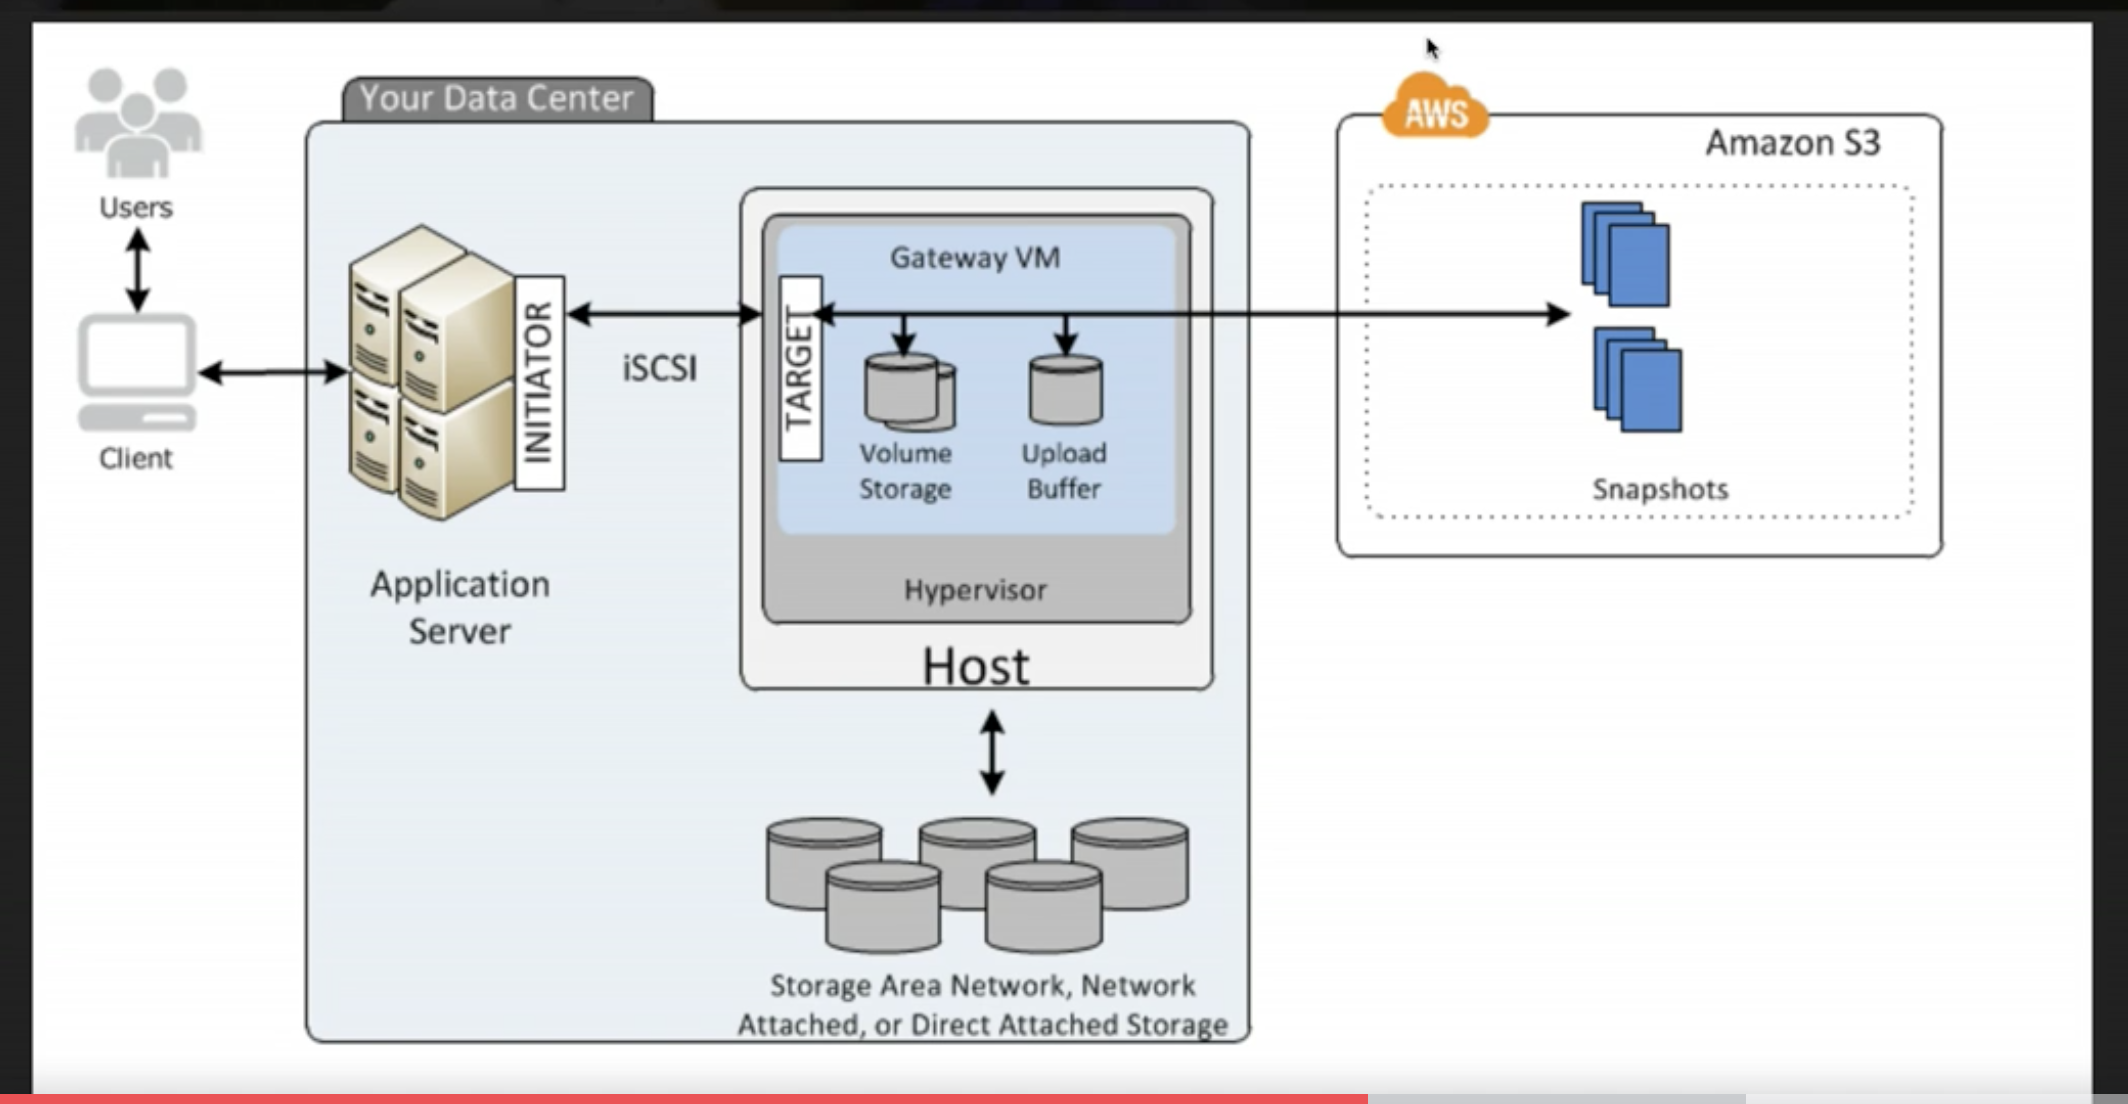 Your Data Center
AWS
Amazon S3
Users
Client
INITIATOR
iSCSI
Application
Server
Gateway VM
TARGET
Volume
Storage
Upload
Buffer
Hypervisor
Host
Snapshots
Storage Area Network, Network
Attached, or Direct Attached Storage